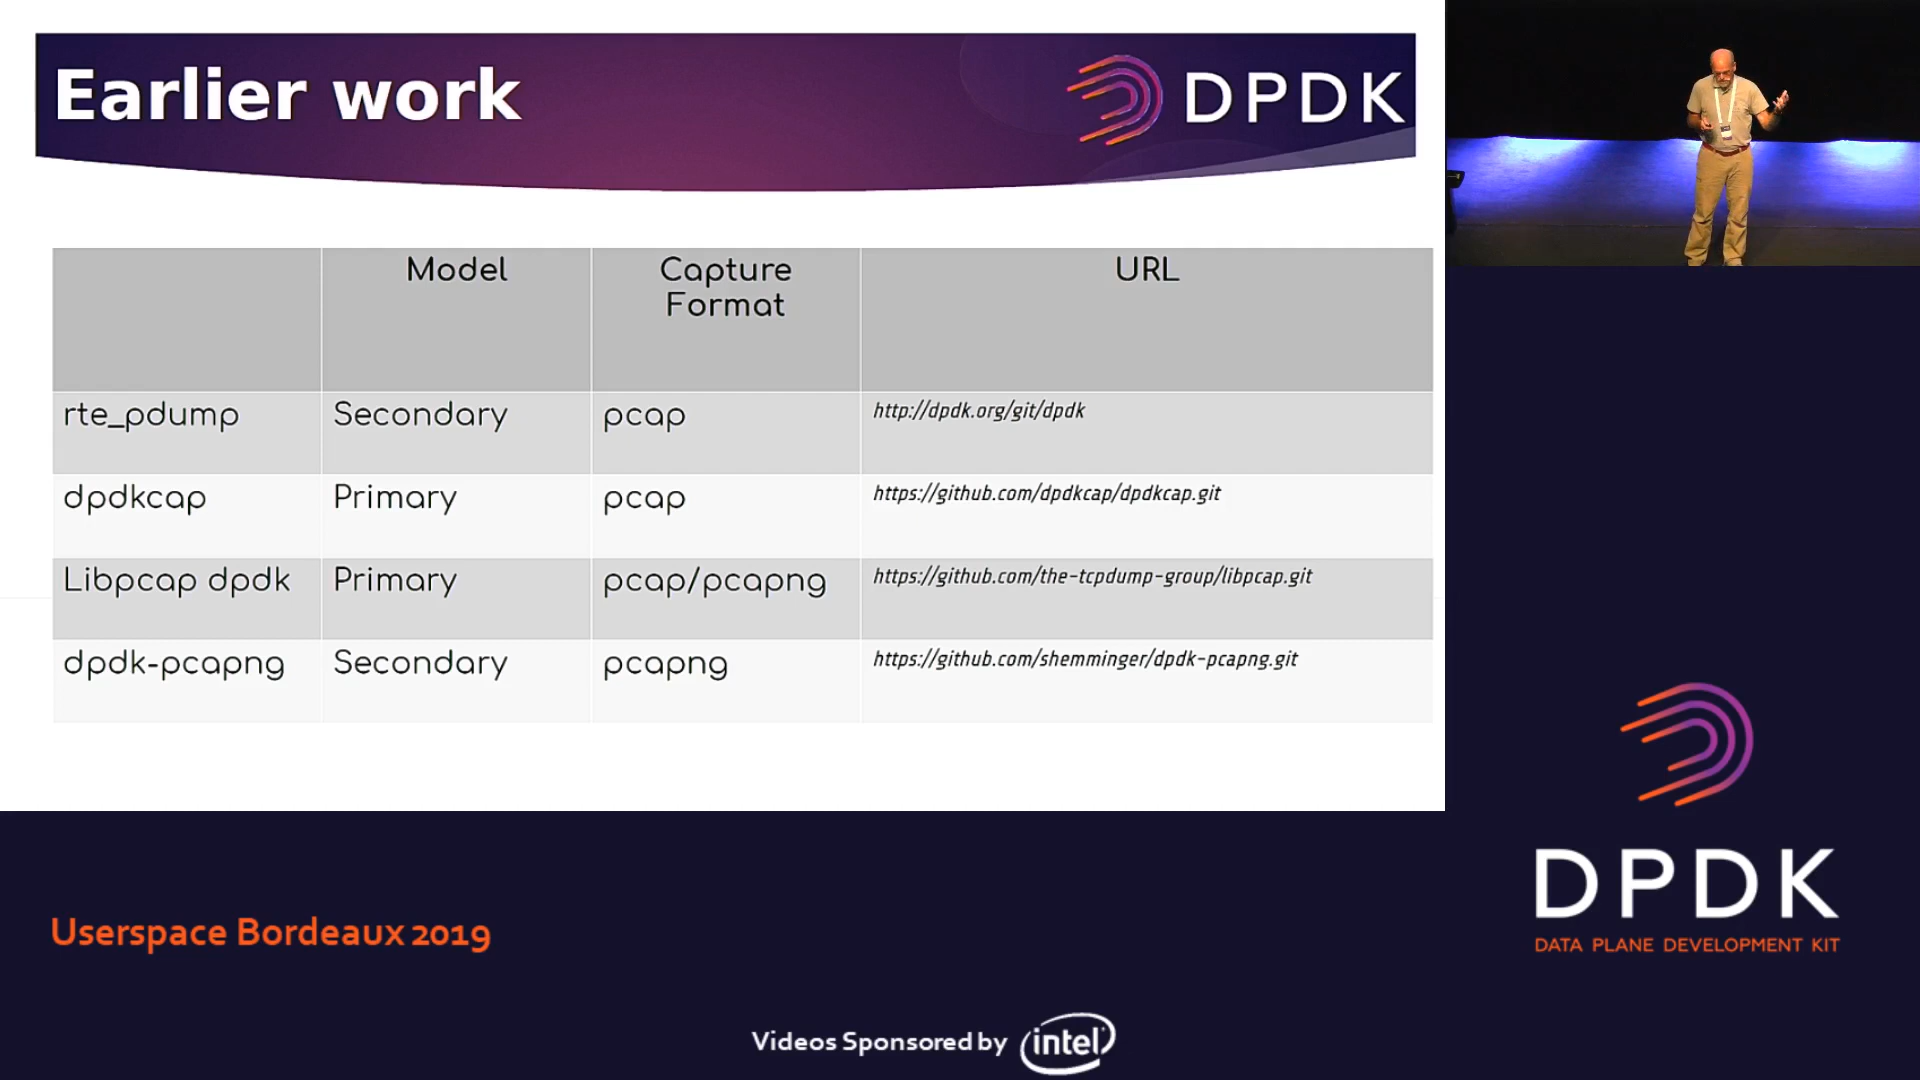 Earlier work
DPDK
Model
Capture
Format
URL
rte_pdump
Secondary
pcap
http://dpdk.org/git/dpdk
dpdkcap
Primary
pcap
https://github.com/dpdkcap/dpdkcap.git
Libpcap dpdk
Primary
pcap/pcapng
https://github.com/the-tcpdump-group/libpcap.git
dpdk-pcapng
Secondary
pcapng
https://github.com/shemminger/dpdk-pcapng.git
DPDK
DATA PLANE DEVELOPMENT KIT
Userspace Bordeaux 2019
Videos Sponsored by
intel